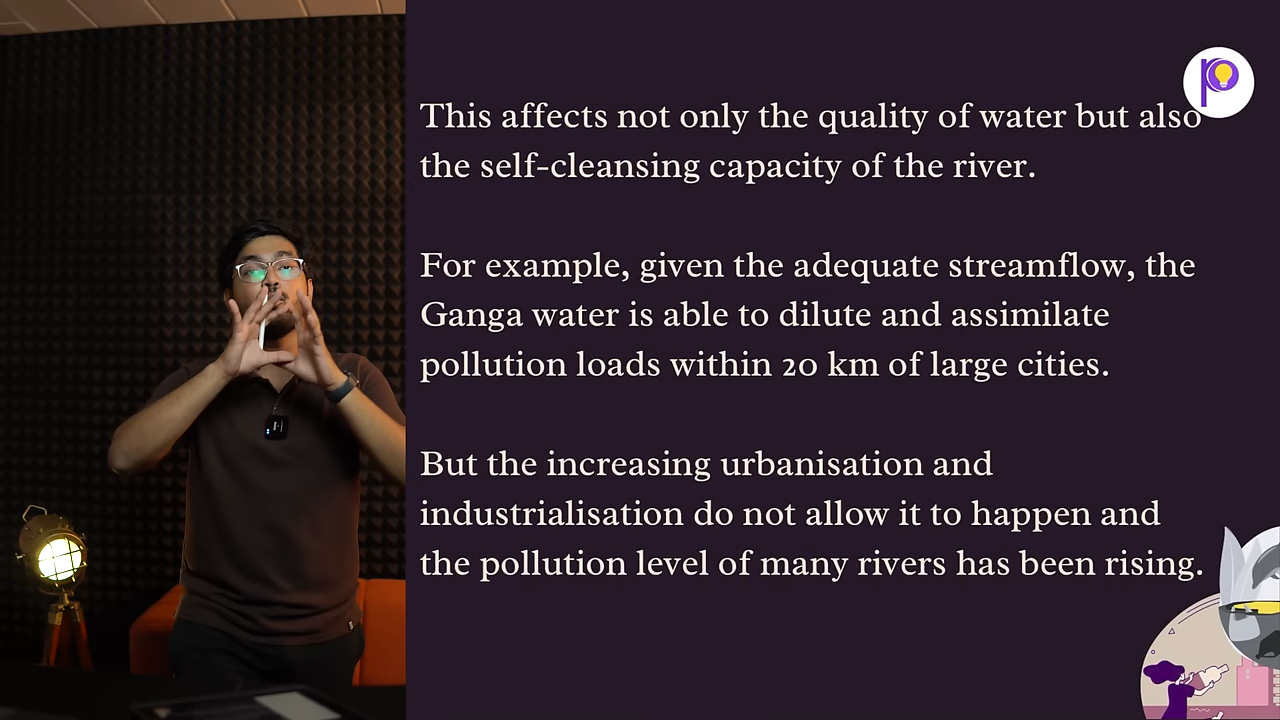 This affects not only the quality of water but also
the self-cleansing capacity of the river.
For example, given the adequate streamflow, the
Ganga water is able to dilute and assimilate
pollution loads within 20 km of large cities.
But the increasing urbanisation and
industrialisation do not allow it to happen and
the pollution level of many rivers has been rising.